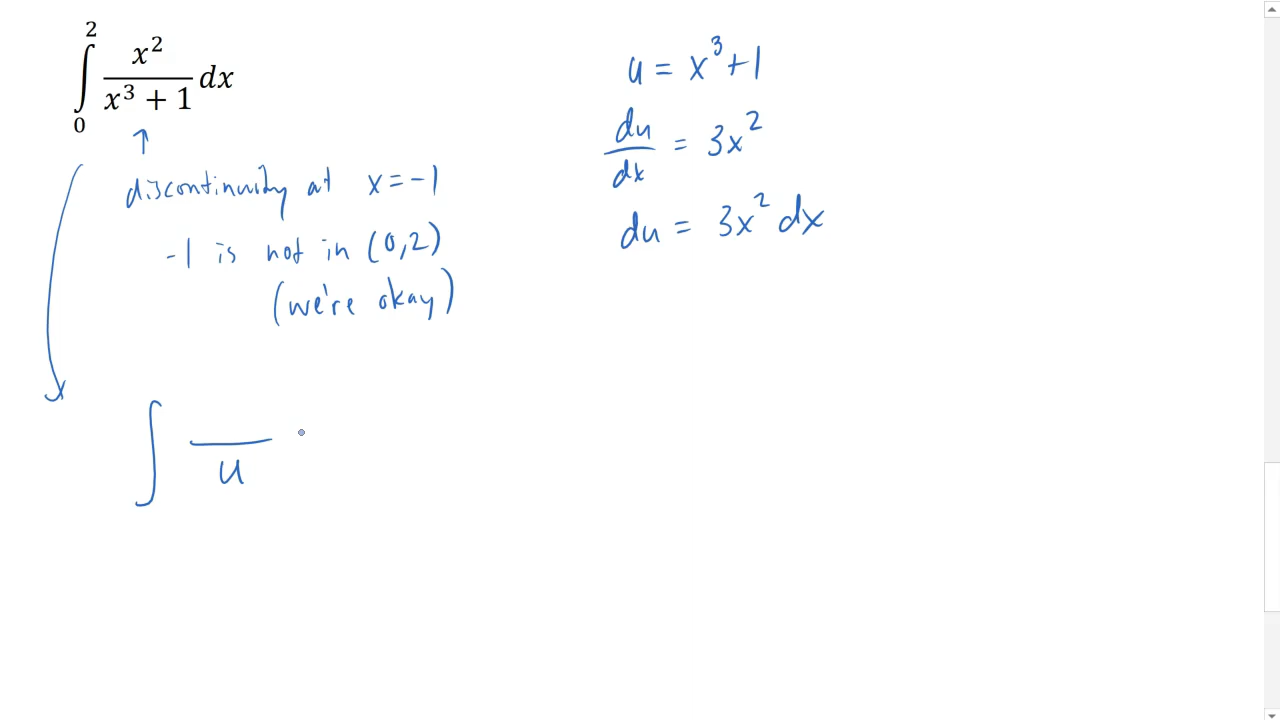 ∫₀² x²/(x³ + 1) dx
↑
discontinuity at x = -1
-1 is not in (0,2)
(we're okay)
∫ —/u
u = x³+1
du/dx = 3x²
du = 3x² dx